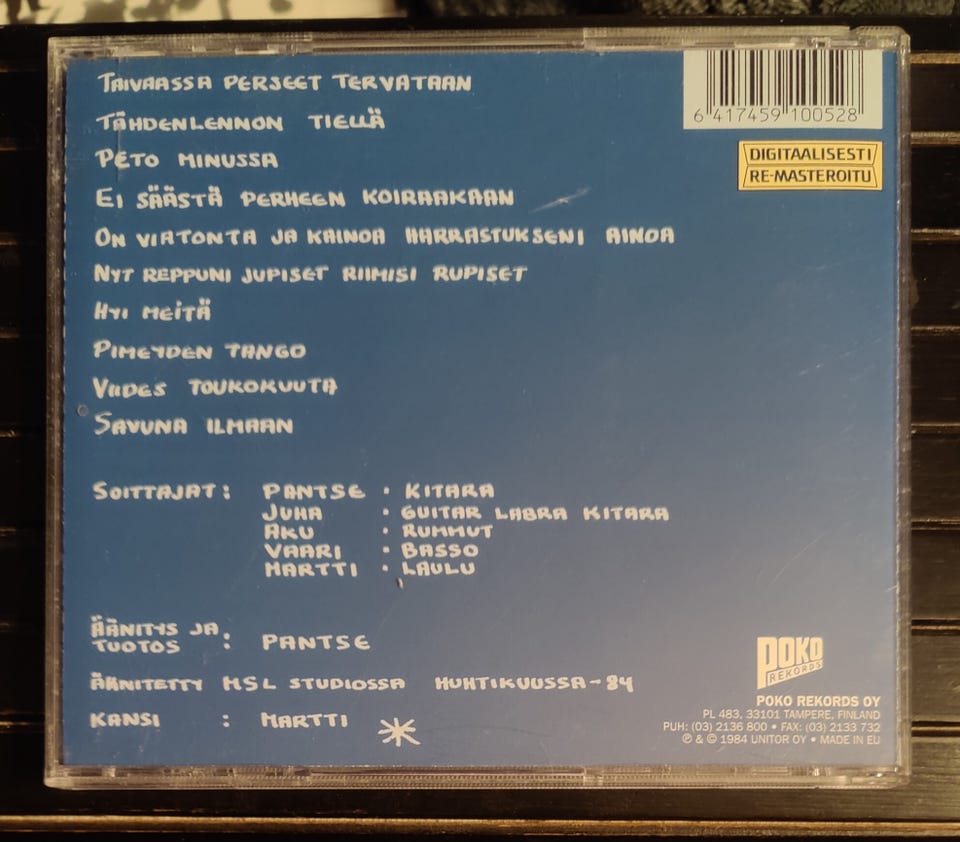 TAIVAASSA PERSEET TERVATAAN
TÄHDENLENNON TIELLÄ
PETO MINUSSA
EI SÄÄSTÄ PERHEEN KOIRAAKAAN
ON VIATONTA JA KAINOA HARRASTUKSENI AINOA
NYT REPPUNI JUPISET RIIMISI RUPISET
HYI MEITÄ
PIMEYDEN TANGO
VIIDES TOUKOKUUTA
SAVUNA ILMAAN
SOITTAJAT: PANTSE • KITARA
JUHA • GUITAR LABRA KITARA
AKU • RUMMUT
VAARI • BASSO
MARTTI • LAULU
ÄÄNITYS JA
TUOTOS : PANTSE
ÄÄNITETTY MSL STUDIOSSA HUHTIKUUSSA-84
KANSI : MARTTI
6 417459 100528
DIGITAALISESTI
RE-MASTEROITU
POKO
RECORDS
POKO REKORDS OY
PL 483, 33101 TAMPERE, FINLAND
PUH: (03) 2136 800 • FAX: (03) 2133 732
℗ & © 1984 UNITOR OY • MADE IN EU